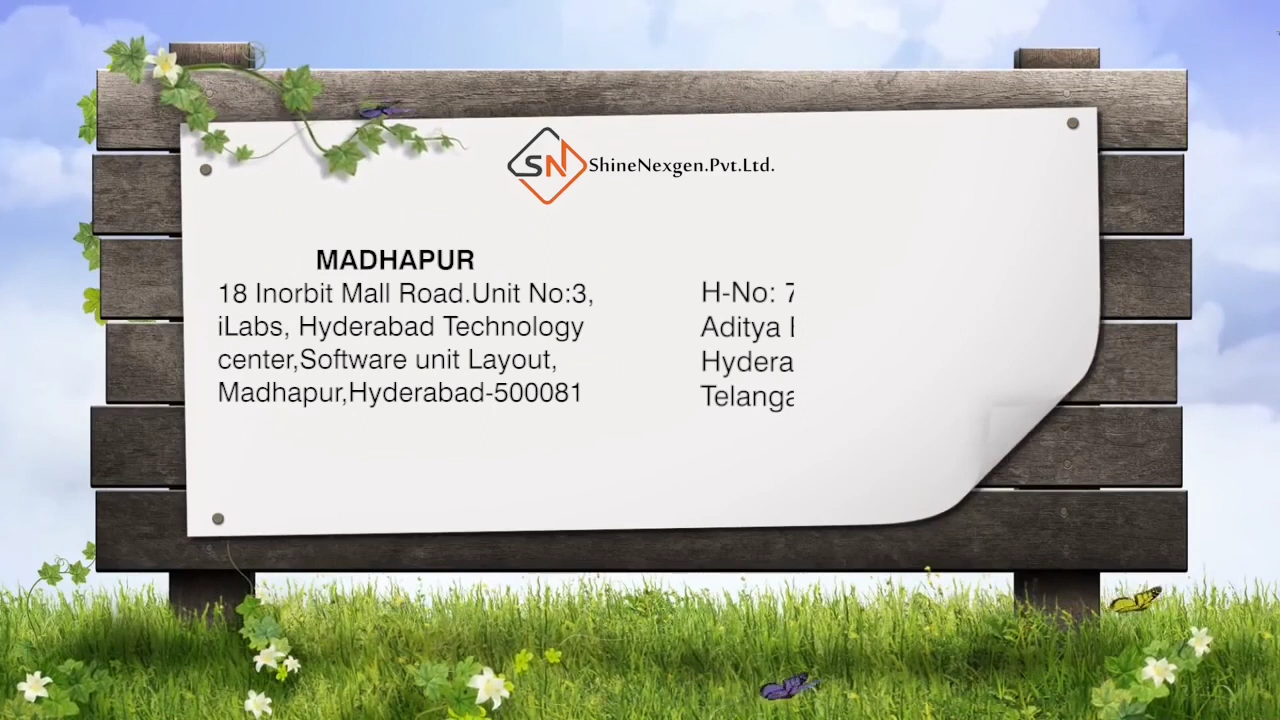 SN ShineNexgen.Pvt.Ltd.
MADHAPUR
18 Inorbit Mall Road.Unit No:3,
iLabs, Hyderabad Technology
center,Software unit Layout,
Madhapur,Hyderabad-500081
H-No: 7
Aditya
Hydera
Telanga